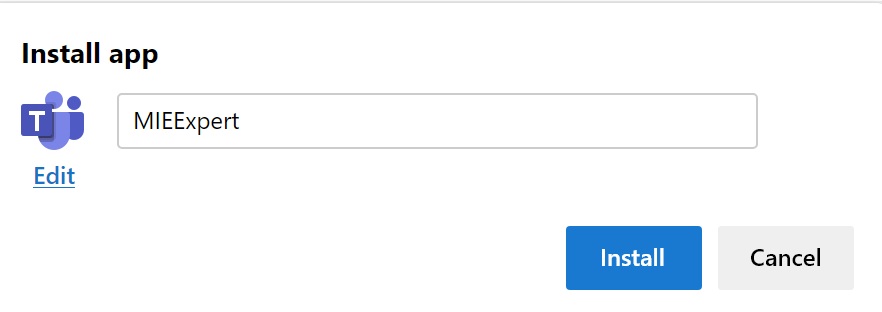 Install app
T
MIEExpert
Edit
Install
Cancel